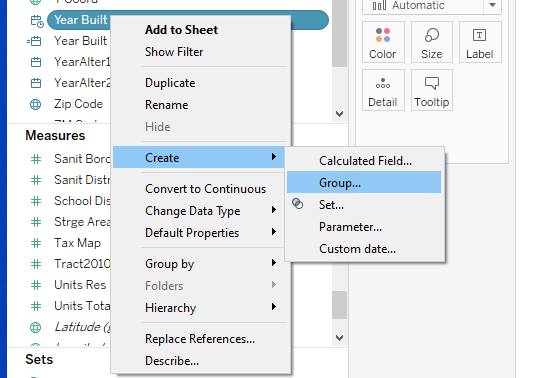 Year Built
Year Built
YearAlter1
YearAlter2
Zip Code
Measures
Sanit Boro
Sanit Distr
School Dis
Strge Area
Tax Map
Tract2010
Units Res
Units Tota
Latitude (
Sets
Add to Sheet
Show Filter
Duplicate
Rename
Hide
Create
Convert to Continuous
Change Data Type
Default Properties
Group by
Folders
Hierarchy
Replace References...
Describe...
Calculated Field...
Group...
Set...
Parameter...
Custom date...
Automatic
Color
Size
Label
Detail
Tooltip